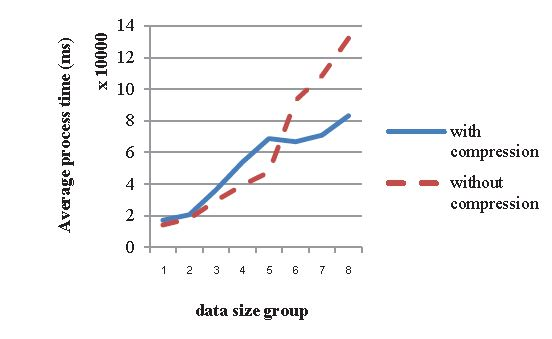 Average process time (ms)
x 10000
14
12
10
8
6
4
2
0
1 2 3 4 5 6 7 8
data size group
with
compression
without
compression